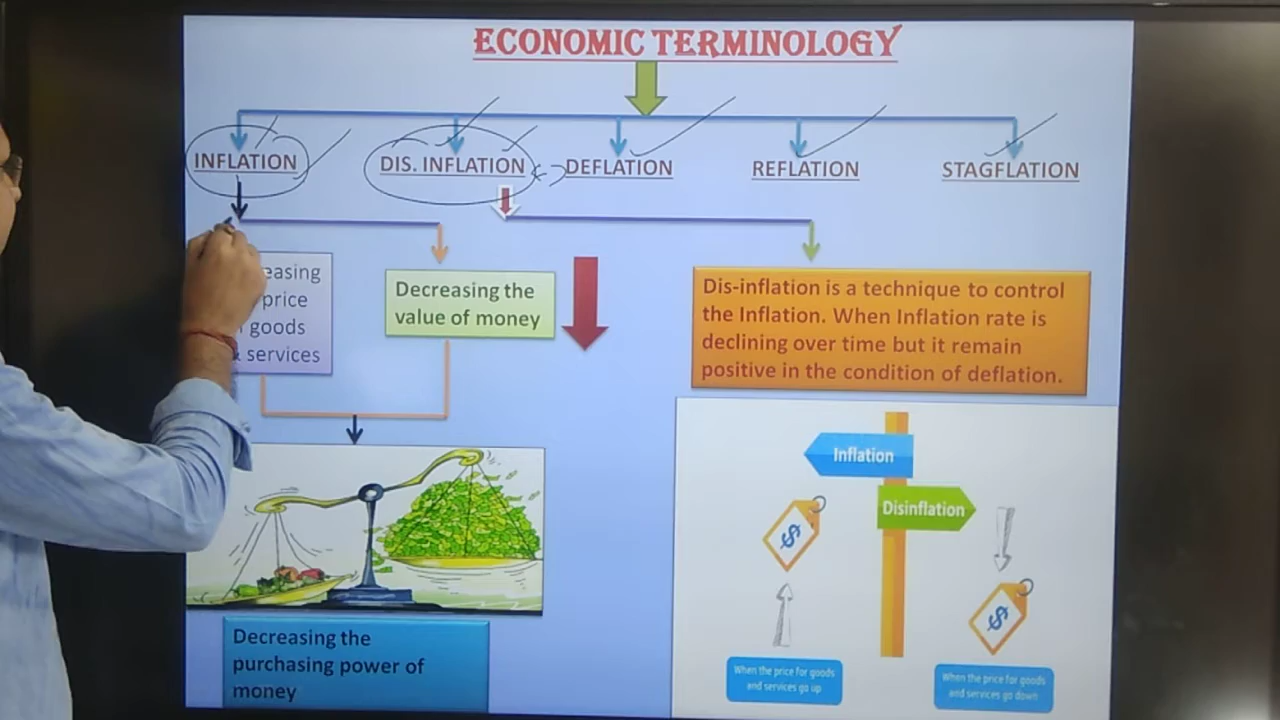 ECONOMIC TERMINOLOGY
INFLATION
DIS. INFLATION
DEFLATION
REFLATION
STAGFLATION
easing
price
goods
services
Decreasing the
value of money
Dis-inflation is a technique to control
the Inflation. When Inflation rate is
declining over time but it remain
positive in the condition of deflation.
Inflation
Disinflation
$
$
When the price for goods
and services go up
When the price for goods
and services go down
Decreasing the
purchasing power of
money